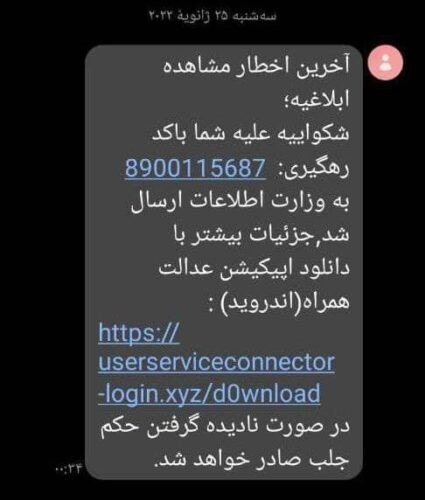 سه‌شنبه ۲۵ ژانویهٔ ۲۰۲۲
آخرین اخطار مشاهده
ابلاغیه؛
شکواییه علیه شما باکد
رهگیری: 8900115687
به وزارت اطلاعات ارسال
شد,جزئیات بیشتر با
دانلود اپیکیشن عدالت
همراه(اندروید) :
https://
userserviceconnector
-login.xyz/d0wnload
در صورت نادیده گرفتن حکم
جلب صادر خواهد شد.
۰۰:۳۴